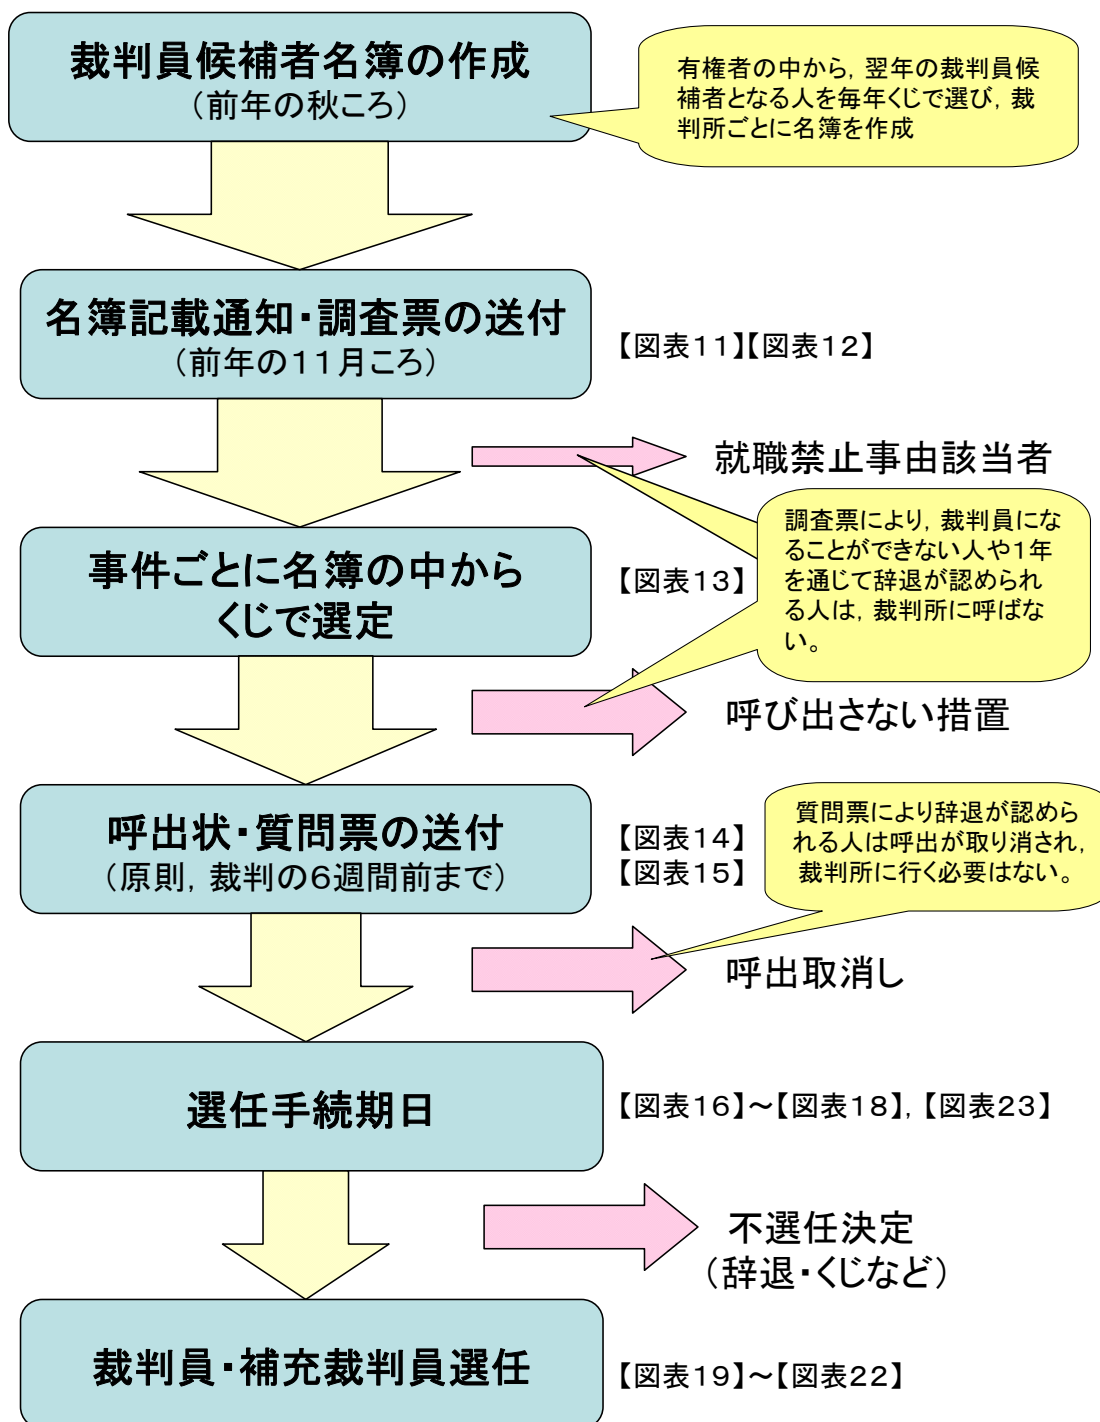 裁判員候補者名簿の作成
（前年の秋ころ）
有権者の中から，翌年の裁判員候
補者となる人を毎年くじで選び，裁
判所ごとに名簿を作成
名簿記載通知・調査票の送付
（前年の１１月ころ）
【図表１１】【図表１２】
就職禁止事由該当者
調査票により，裁判員にな
ることができない人や１年
を通じて辞退が認められ
る人は，裁判所に呼ばな
い。
事件ごとに名簿の中から
くじで選定
【図表１３】
呼び出さない措置
呼出状・質問票の送付
（原則，裁判の６週間前まで）
【図表１４】
【図表１５】
質問票により辞退が認めら
れる人は呼出が取り消され，
裁判所に行く必要はない。
呼出取消し
選任手続期日
【図表１６】～【図表１８】，【図表２３】
不選任決定
（辞退・くじなど）
裁判員・補充裁判員選任
【図表１９】～【図表２２】